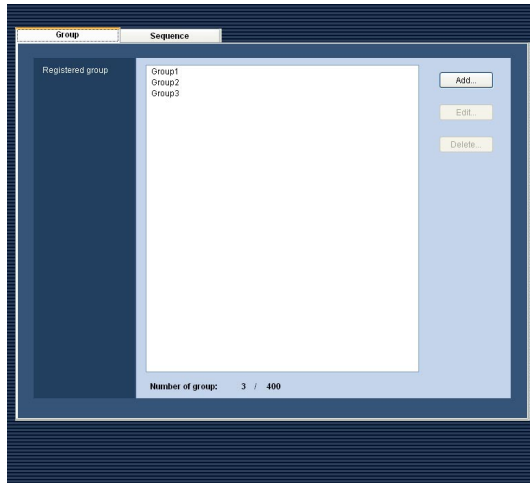 Group Sequence
Registered group
Group1
Group2
Group3
Add...
Edit...
Delete...
Number of group: 3 / 400